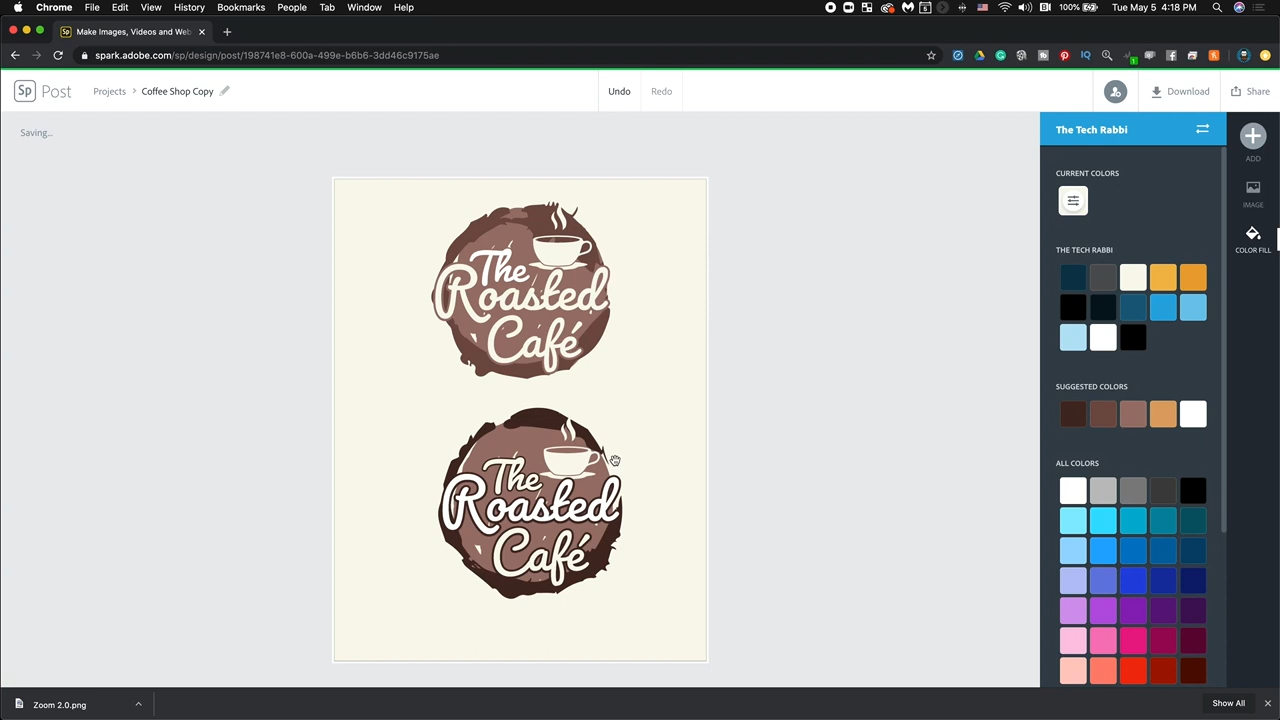 Chrome File Edit View History Bookmarks People Tab Window Help 100% Tue May 5 4:18 PM
Sp Make Images, Videos and Web
spark.adobe.com/sp/design/post/198741e8-600a-499e-b6b6-3dd46c9175ae
Sp Post Projects > Coffee Shop Copy Undo Redo Download Share
Saving...
The Tech Rabbi
ADD
CURRENT COLORS
IMAGE
THE TECH RABBI
COLOR FILL
The
Roasted
Café
SUGGESTED COLORS
ALL COLORS
The
Roasted
Café
Zoom 2.0.png
Show All